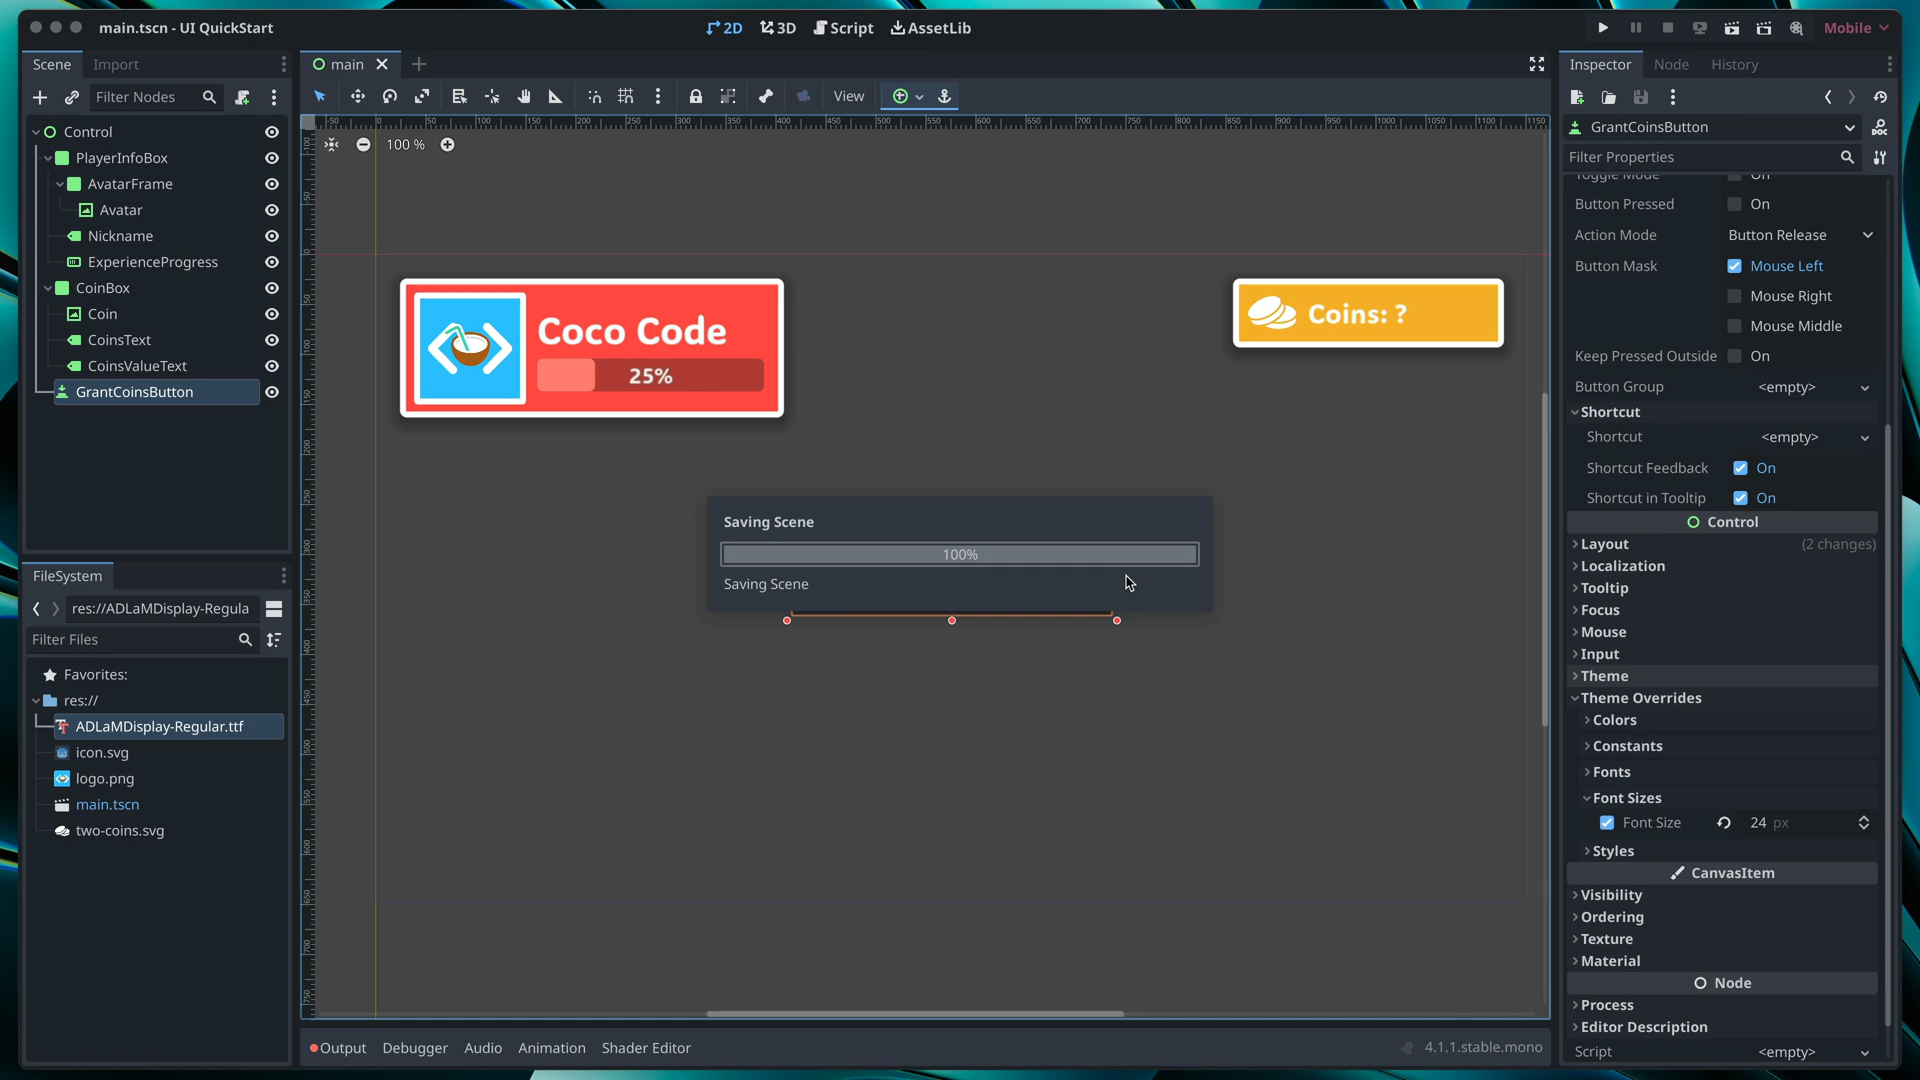 main.tscn - UI QuickStart
2D
3D
Script
AssetLib
Mobile
Scene
Import
Filter Nodes
Control
PlayerInfoBox
AvatarFrame
Avatar
Nickname
ExperienceProgress
CoinBox
Coin
CoinsText
CoinsValueText
GrantCoinsButton
FileSystem
res://ADLaMDisplay-Regula
Filter Files
Favorites:
res://
ADLaMDisplay-Regular.ttf
icon.svg
logo.png
main.tscn
two-coins.svg
main
View
100 %
Coco Code
25%
Coins: ?
Saving Scene
100%
Saving Scene
Output
Debugger
Audio
Animation
Shader Editor
4.1.1.stable.mono
Inspector
Node
History
GrantCoinsButton
DOC
Filter Properties
Toggle Mode On
Button Pressed On
Action Mode Button Release
Button Mask Mouse Left
Mouse Right
Mouse Middle
Keep Pressed Outside On
Button Group <empty>
Shortcut
Shortcut <empty>
Shortcut Feedback On
Shortcut in Tooltip On
Control
Layout (2 changes)
Localization
Tooltip
Focus
Mouse
Input
Theme
Theme Overrides
Colors
Constants
Fonts
Font Sizes
Font Size 24 px
Styles
CanvasItem
Visibility
Ordering
Texture
Material
Node
Process
Editor Description
Script <empty>